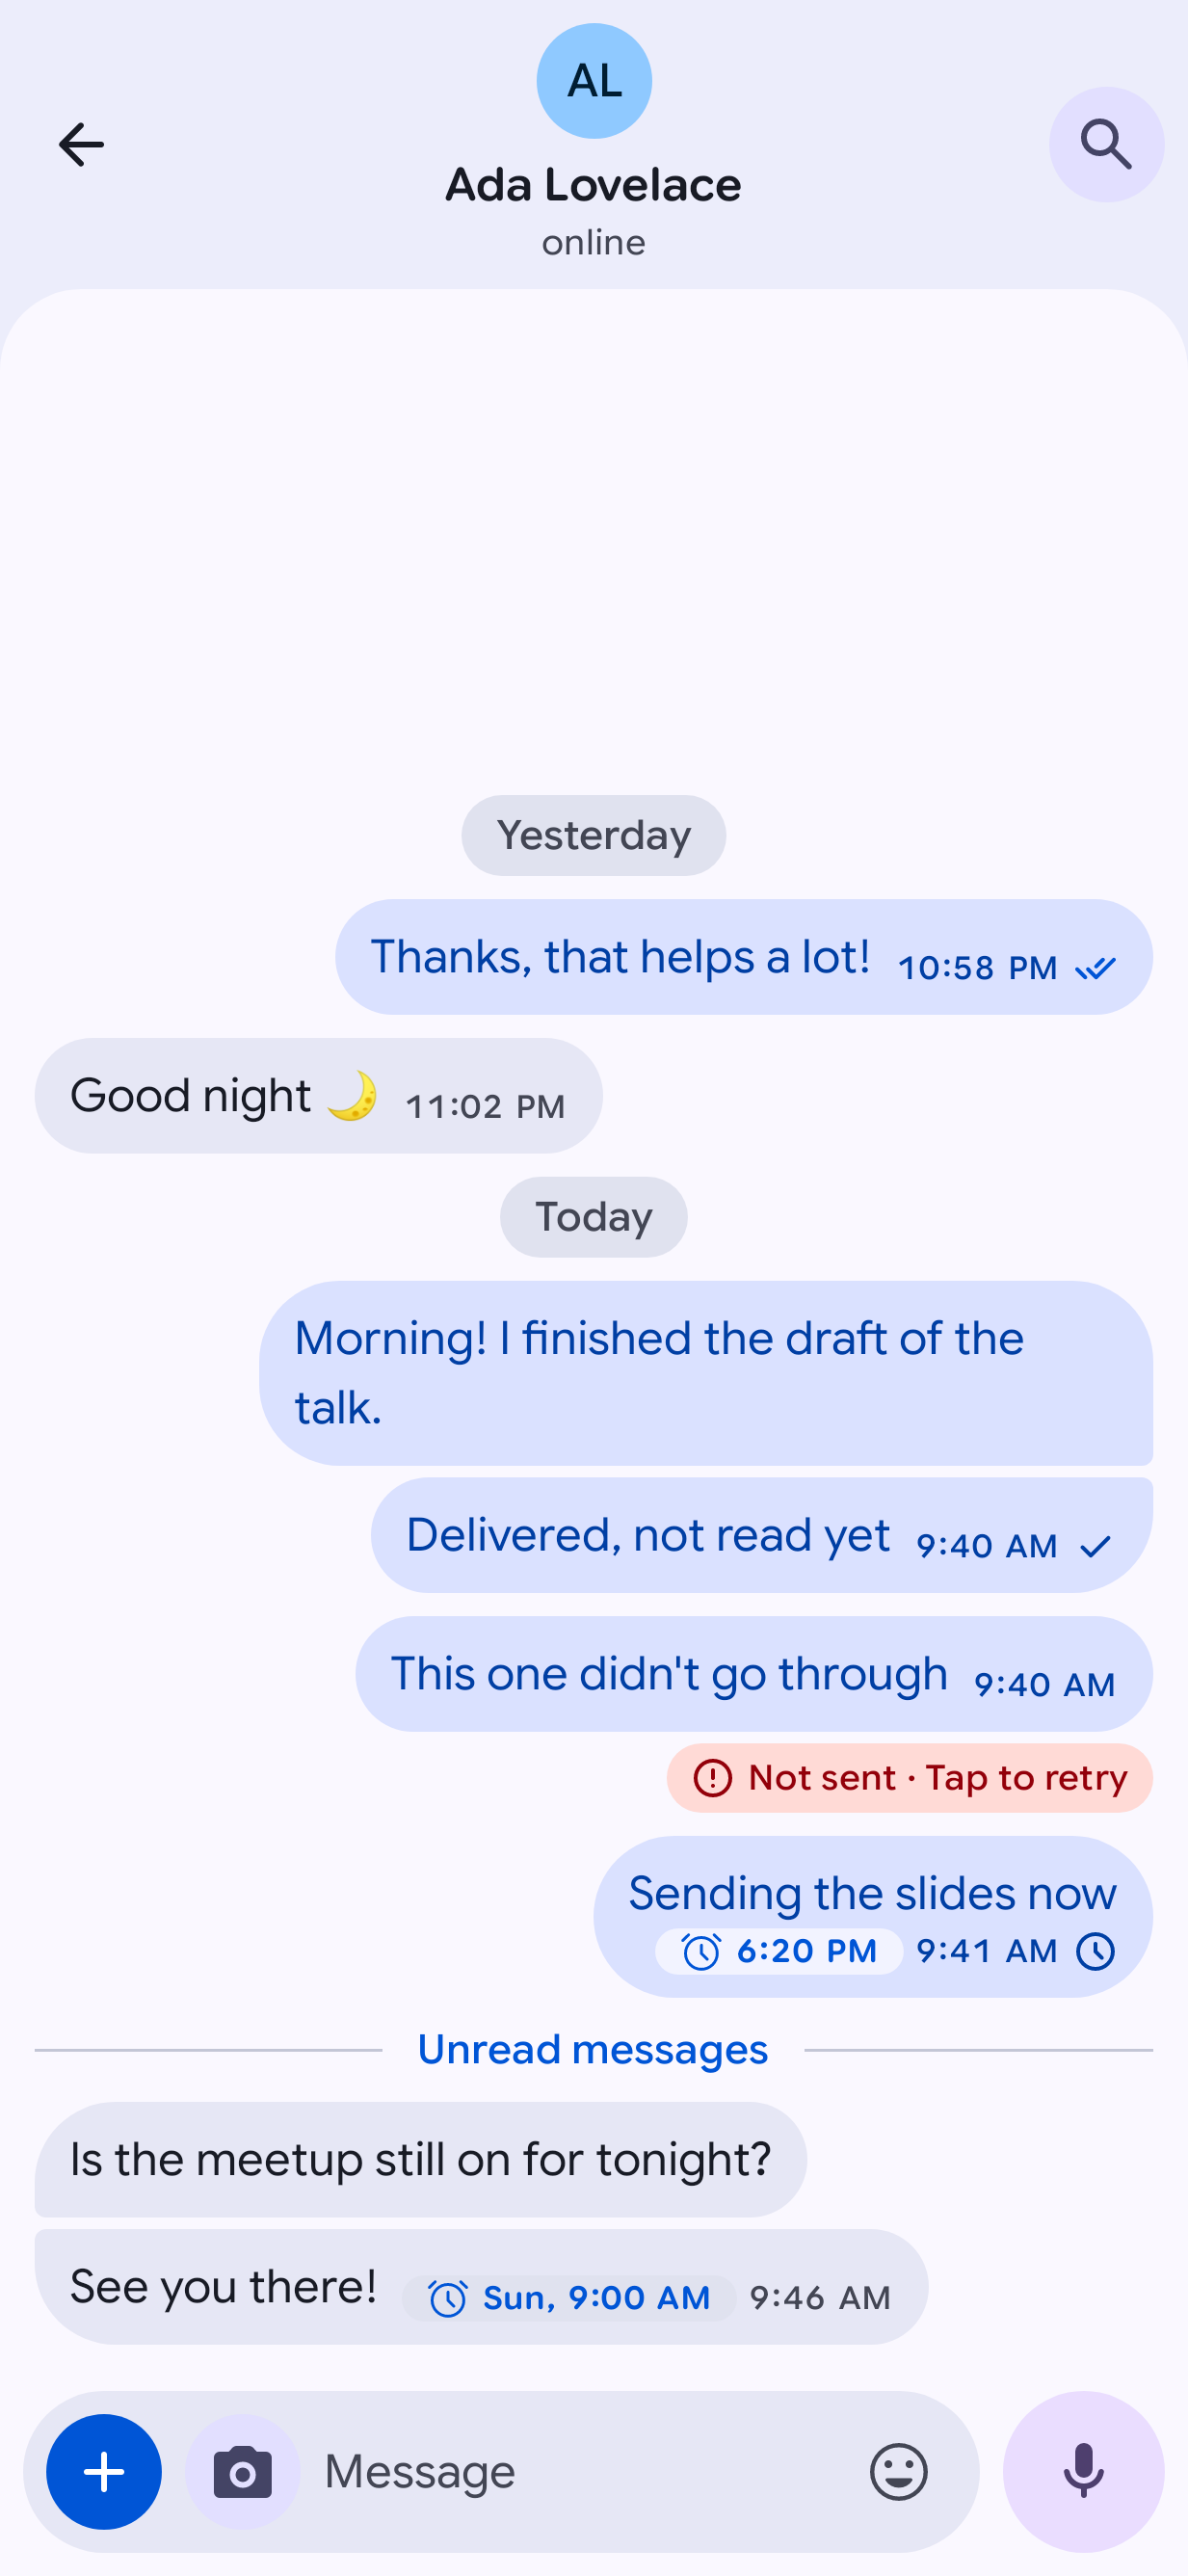 AL
Ada Lovelace
online
Yesterday
Thanks, that helps a lot! 10:58 PM
Good night 🌙 11:02 PM
Today
Morning! I finished the draft of the
talk.
Delivered, not read yet 9:40 AM
This one didn't go through 9:40 AM
Not sent · Tap to retry
Sending the slides now
6:20 PM 9:41 AM
Unread messages
Is the meetup still on for tonight?
See you there! Sun, 9:00 AM 9:46 AM
Message